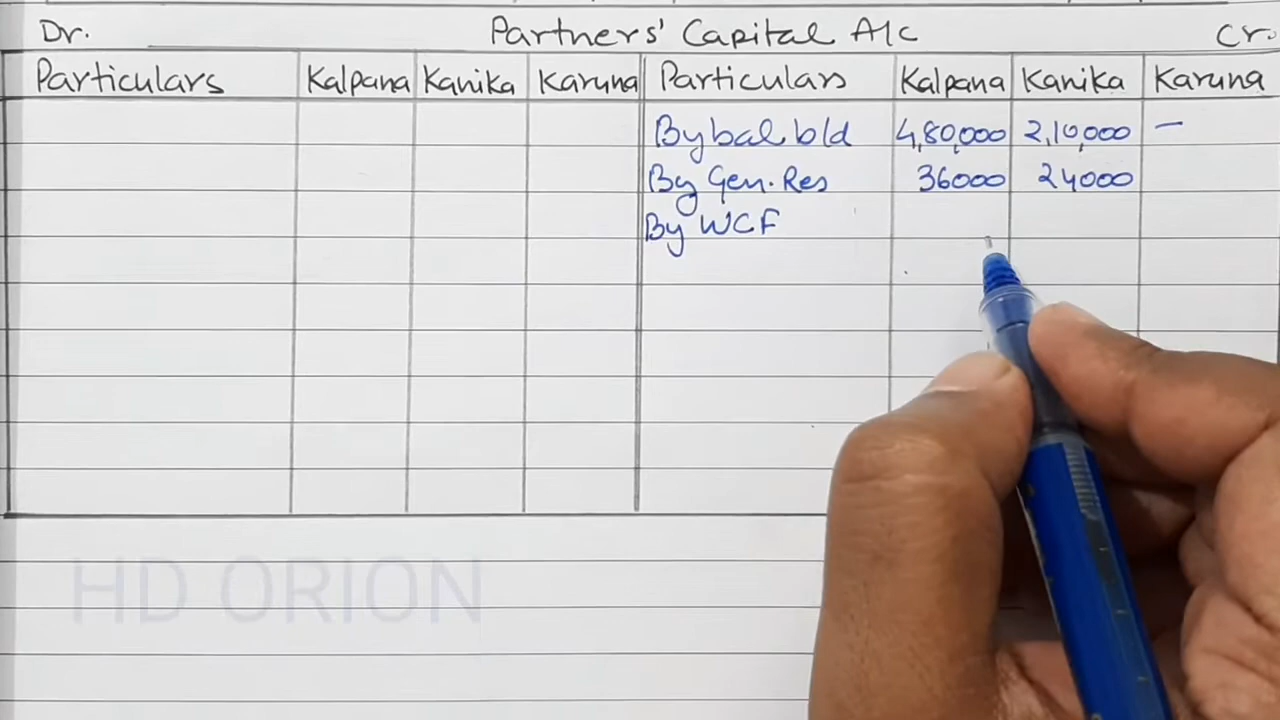 Dr. Partners' Capital A/c Cr.
Particulars Kalpana Kanika Karuna Particulars Kalpana Kanika Karuna
By bal b/d 4,80,000 2,10,000 —
By Gen. Res 36000 24000
By WCF
HD ORION